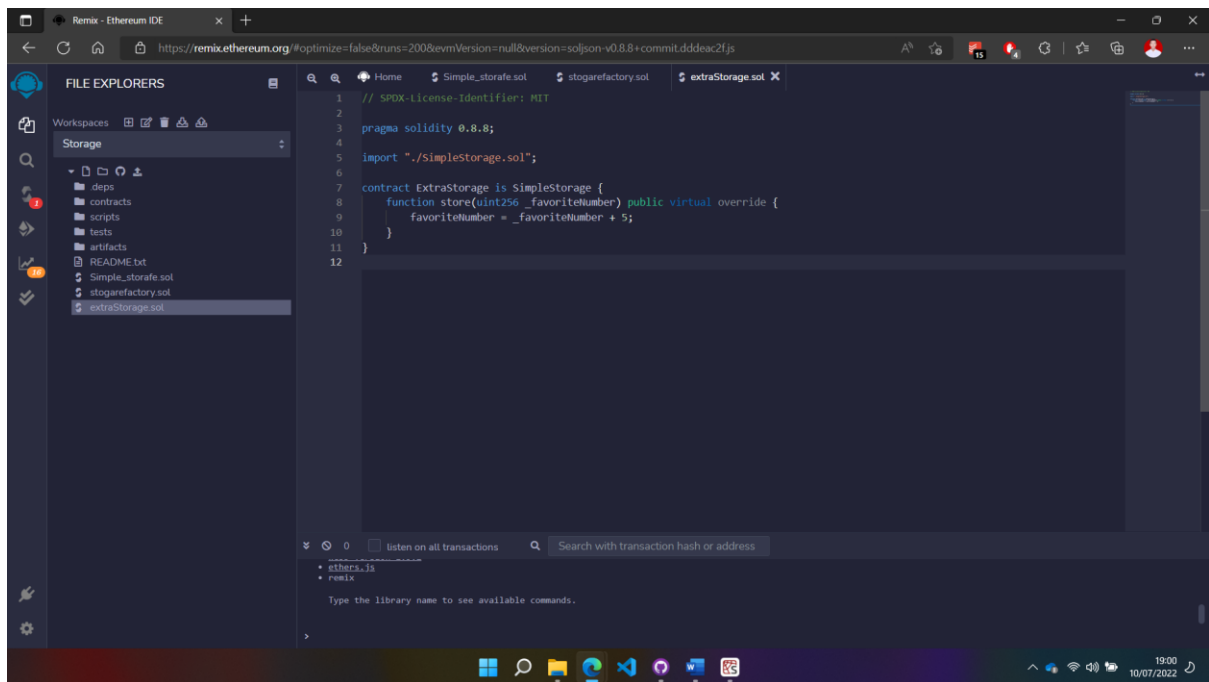 Remix - Ethereum IDE
https://remix.ethereum.org/#optimize=false&runs=200&evmVersion=null&version=soljson-v0.8.8+commit.dddeac2f.js
15
4
FILE EXPLORERS
Workspaces
Storage
.deps
contracts
scripts
tests
artifacts
README.txt
Simple_storafe.sol
stogarefactory.sol
extraStorage.sol
1
16
Home
Simple_storafe.sol
stogarefactory.sol
extraStorage.sol
1 // SPDX-License-Identifier: MIT
2
3 pragma solidity 0.8.8;
4
5 import "./SimpleStorage.sol";
6
7 contract ExtraStorage is SimpleStorage {
8 function store(uint256 _favoriteNumber) public virtual override {
9 favoriteNumber = _favoriteNumber + 5;
10 }
11 }
12
0 listen on all transactions Search with transaction hash or address
• ethers.js
• remix
Type the library name to see available commands.
>
19:00
10/07/2022